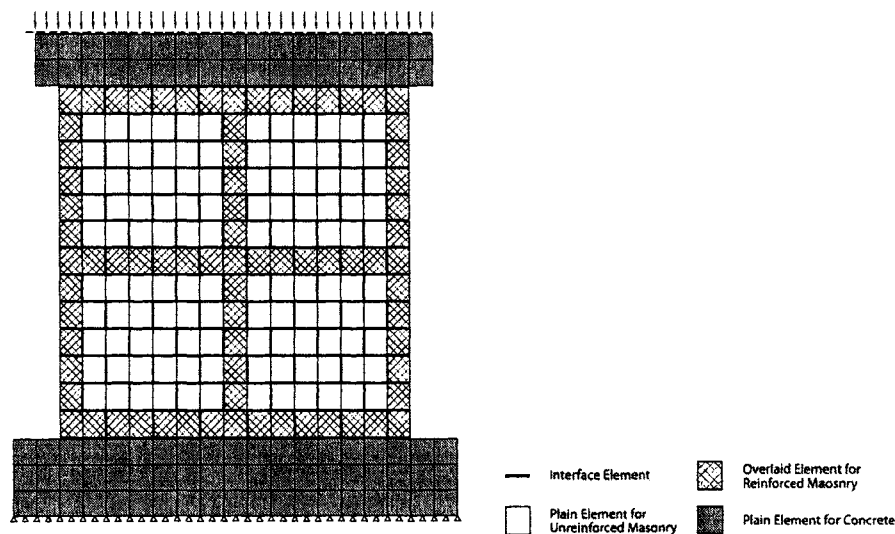 Interface Element
Overlaid Element for
Reinforced Maosnry
Plain Element for
Unreinforced Masonry
Plain Element for Concrete